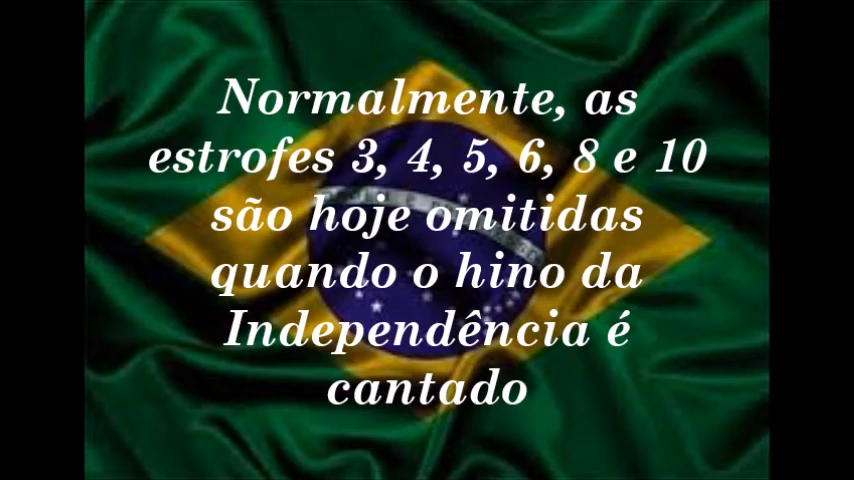 Normalmente, as
estrofes 3, 4, 5, 6, 8 e 10
são hoje omitidas
quando o hino da
Independência é
cantado